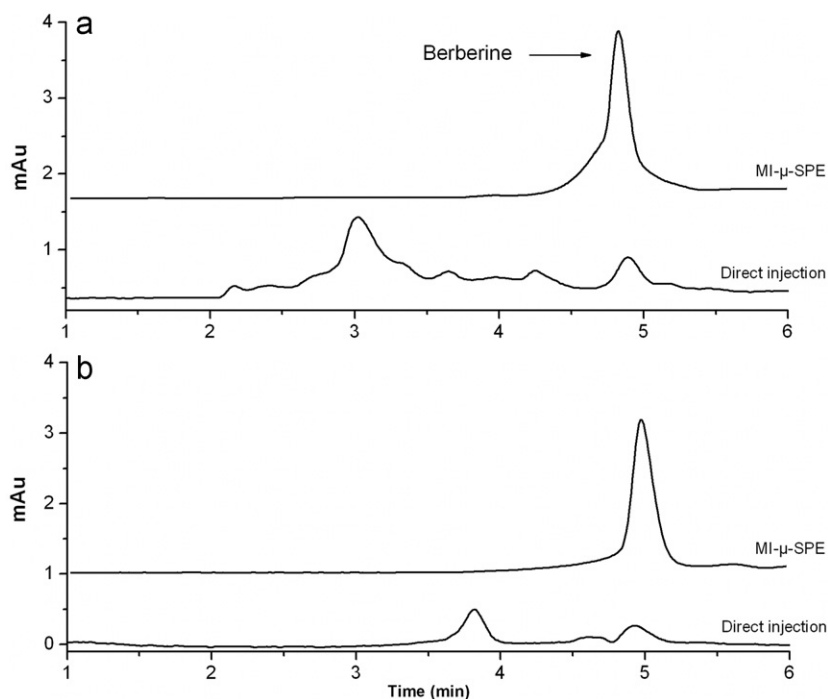 a
4
3
2
1
mAu
Berberine
MI-μ-SPE
Direct injection
1 2 3 4 5 6
b
4
3
2
1
0
mAu
MI-μ-SPE
Direct injection
1 2 3 4 5 6
Time (min)